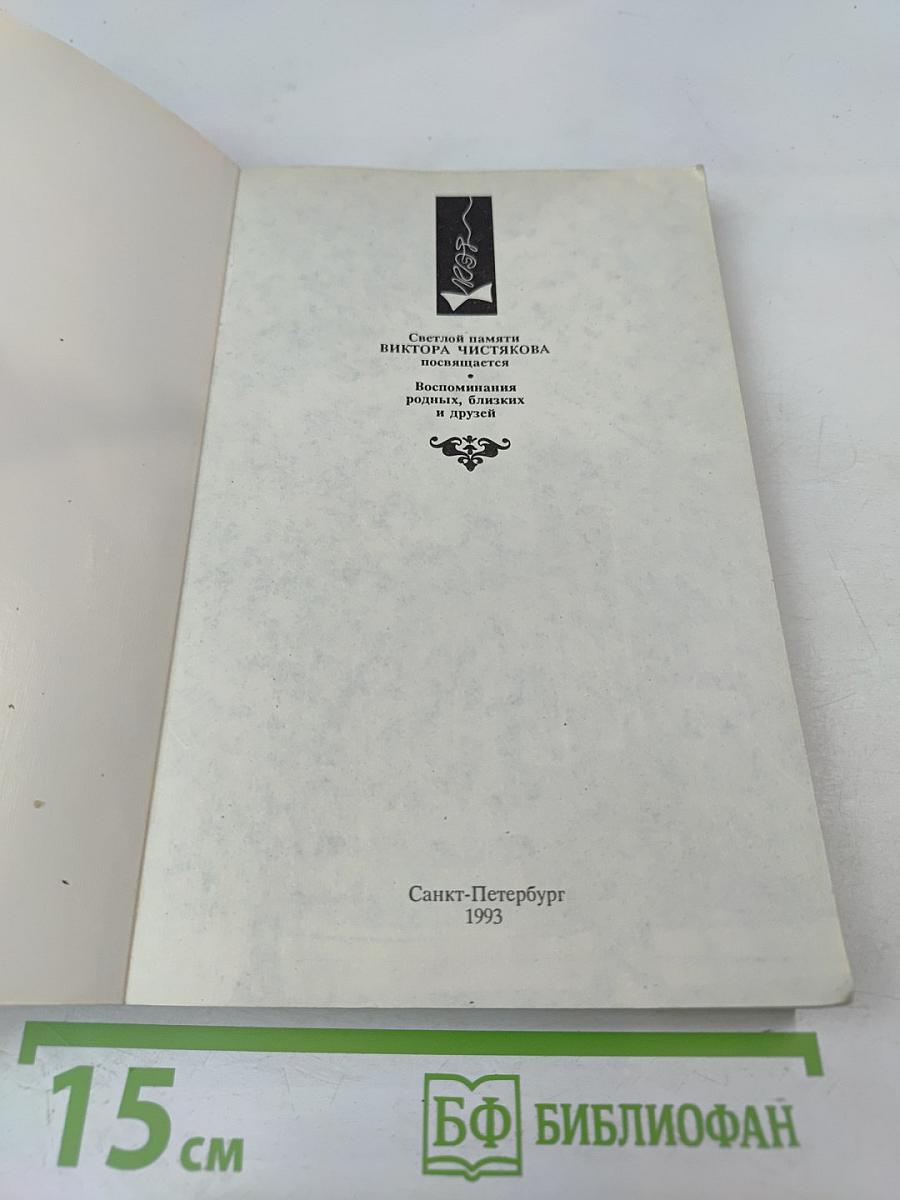 Светлой памяти
ВИКТОРА ЧИСТЯКОВА
посвящается
•
Воспоминания
родных, близких
и друзей
Санкт-Петербург
1993
15 см
БФ БИБЛИОФАН